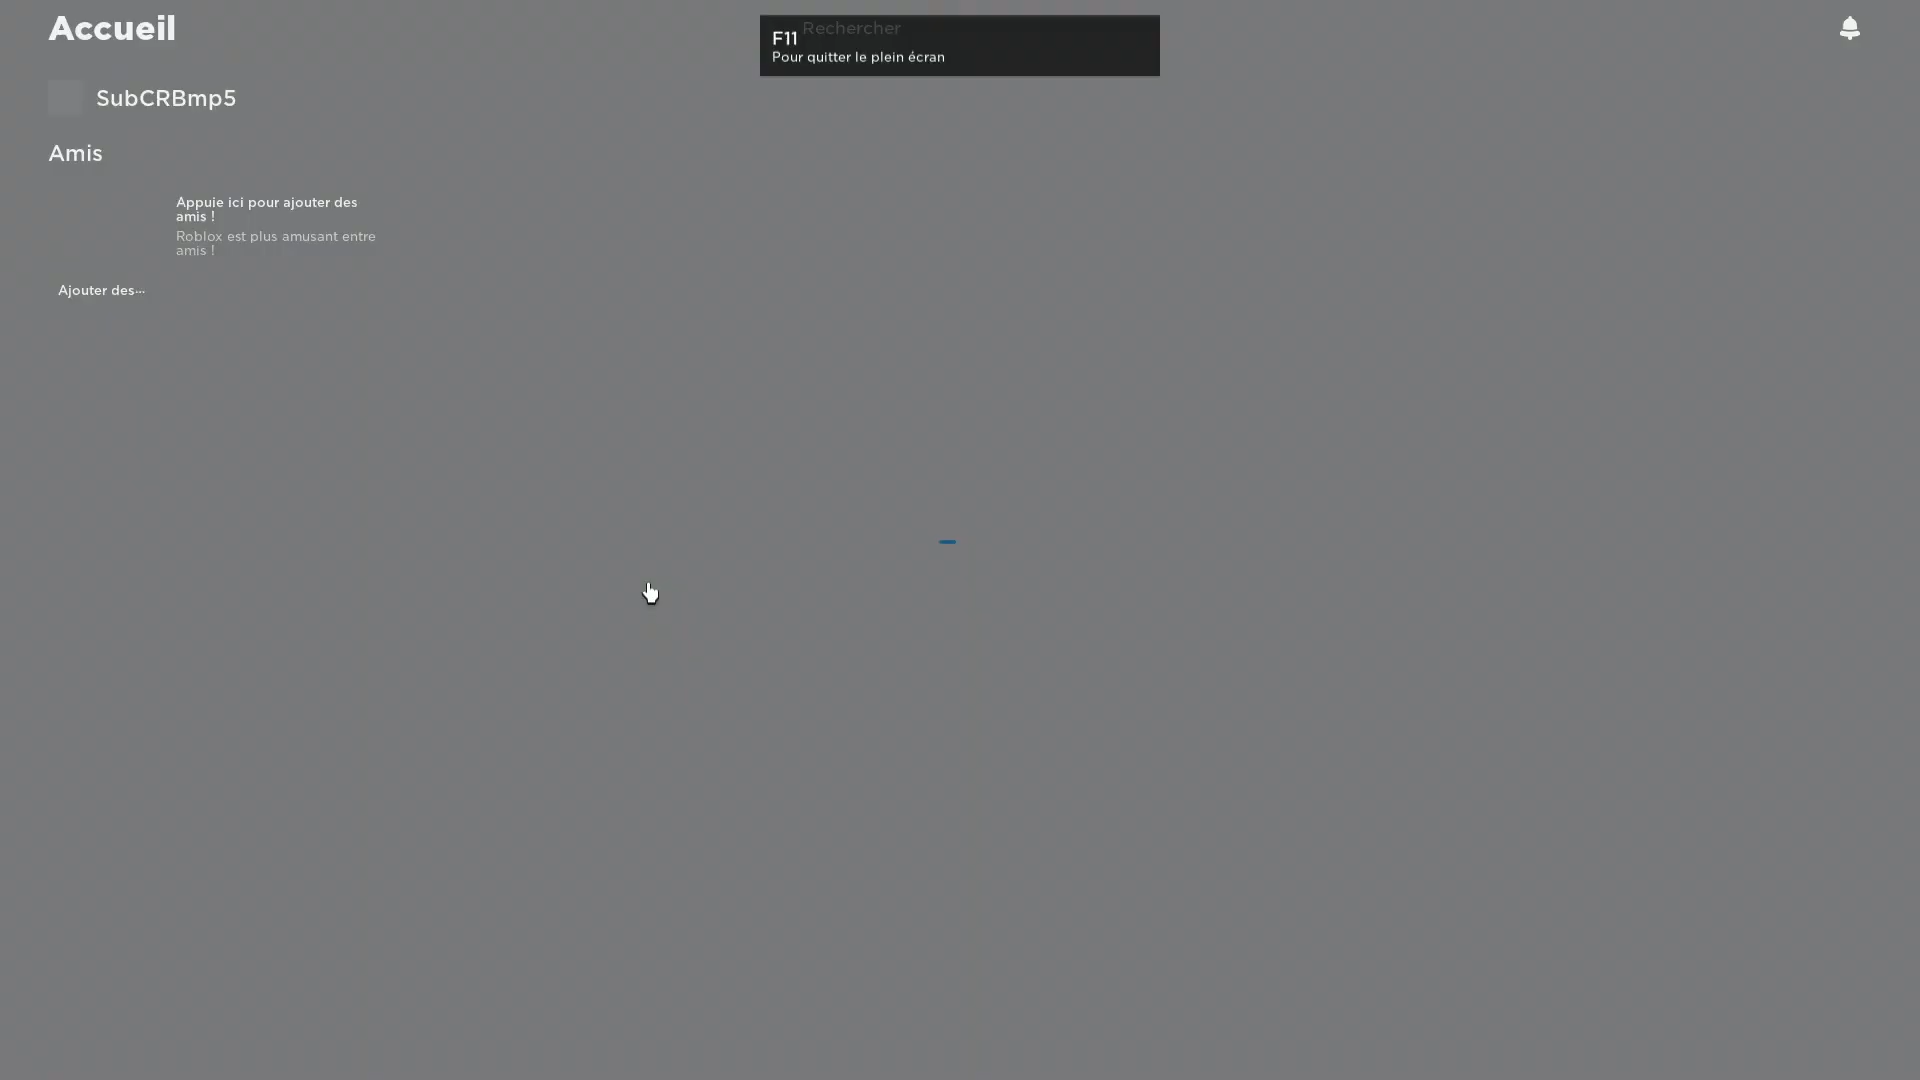 Accueil
Rechercher
F11
Pour quitter le plein écran
SubCRBmp5
Amis
Appuie ici pour ajouter des
amis !
Roblox est plus amusant entre
amis !
Ajouter des...